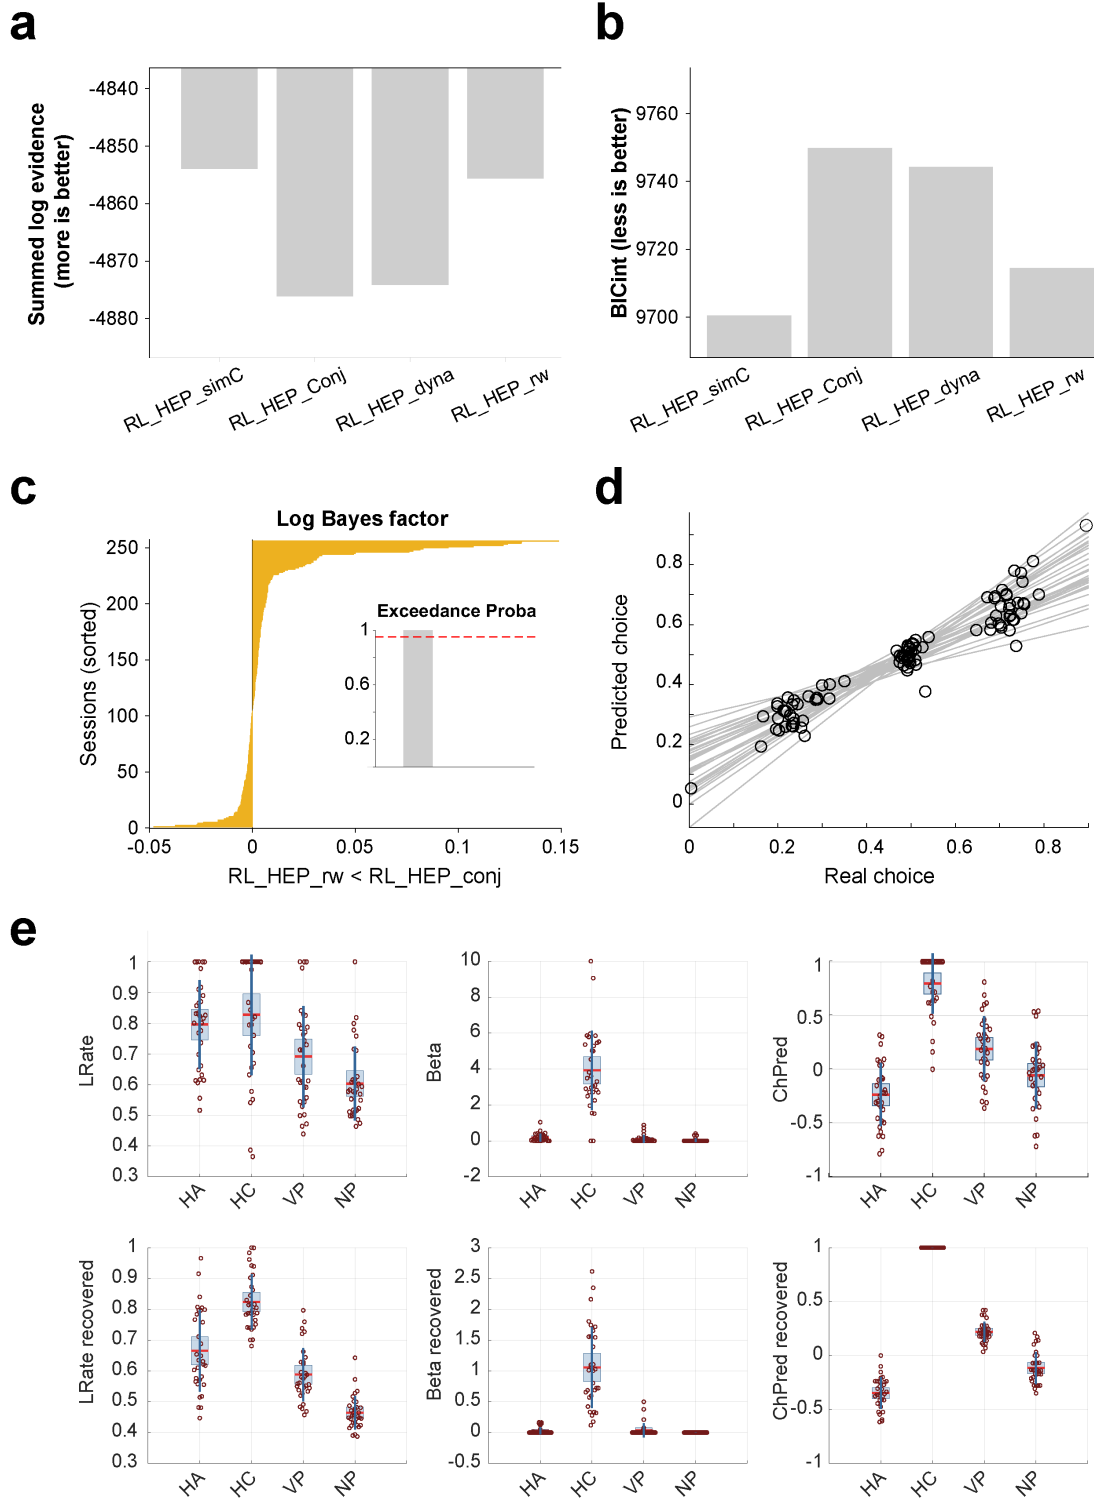 a
-4840
-4850
-4860
-4870
-4880
Summed log evidence
(more is better)
RL_HEP_simC
RL_HEP_Conj
RL_HEP_dyna
RL_HEP_rw
b
9760
9740
9720
9700
BICint (less is better)
RL_HEP_simC
RL_HEP_Conj
RL_HEP_dyna
RL_HEP_rw
c
Log Bayes factor
250
200
150
100
50
0
Sessions (sorted)
-0.05
0
0.05
0.1
0.15
RL_HEP_rw < RL_HEP_conj
Exceedance Proba
1
0.6
0.2
d
0.8
0.6
0.4
0.2
0
Predicted choice
0
0.2
0.4
0.6
0.8
Real choice
e
1
0.9
0.8
0.7
0.6
0.5
0.4
0.3
LRate
HA
HC
VP
NP
10
8
6
4
2
0
-2
Beta
HA
HC
VP
NP
1
0.5
0
-0.5
-1
ChPred
HA
HC
VP
NP
1
0.9
0.8
0.7
0.6
0.5
0.4
0.3
LRate recovered
HA
HC
VP
NP
3
2.5
2
1.5
1
0.5
0
-0.5
Beta recovered
HA
HC
VP
NP
1
0.5
0
-0.5
-1
ChPred recovered
HA
HC
VP
NP